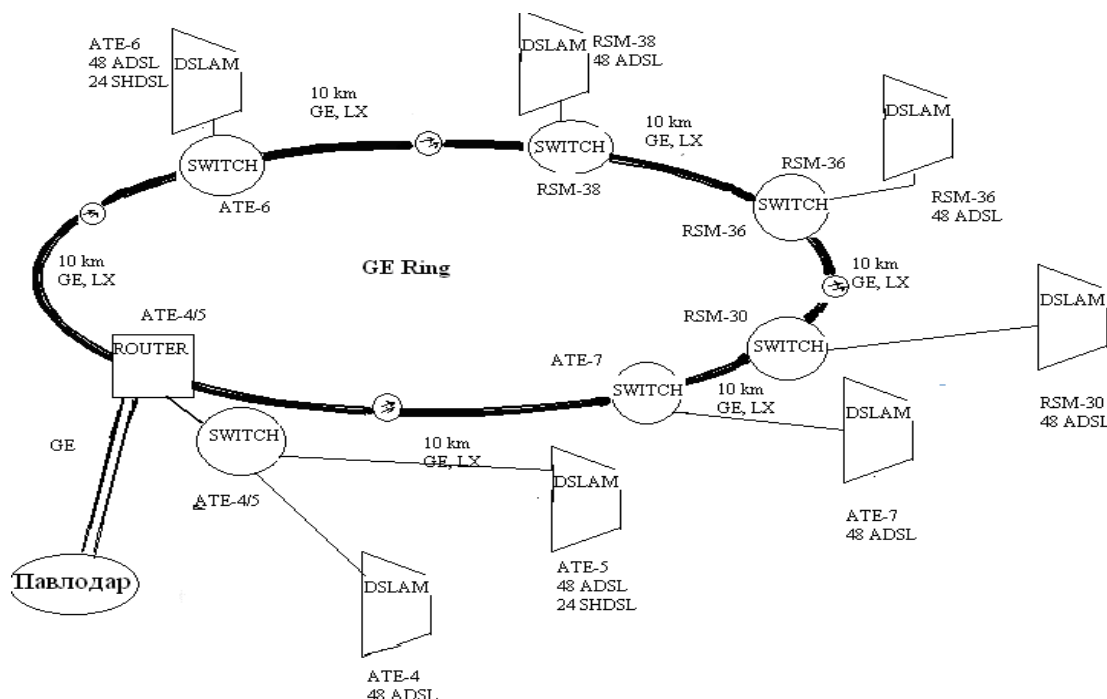 ATE-6
48 ADSL
24 SHDSL
DSLAM
DSLAM
RSM-38
48 ADSL
10 km
GE, LX
10 km
GE, LX
DSLAM
SWITCH
ATE-6
SWITCH
RSM-38
RSM-36
SWITCH
RSM-36
RSM-36
48 ADSL
10 km
GE, LX
GE Ring
10 km
GE, LX
DSLAM
RSM-30
48 ADSL
ATE-4/5
ROUTER
RSM-30
SWITCH
ATE-7
SWITCH
10 km
GE, LX
DSLAM
ATE-7
48 ADSL
GE
SWITCH
ATE-4/5
10 km
GE, LX
DSLAM
ATE-5
48 ADSL
24 SHDSL
Павлодар
DSLAM
ATE-4
48 ADSL